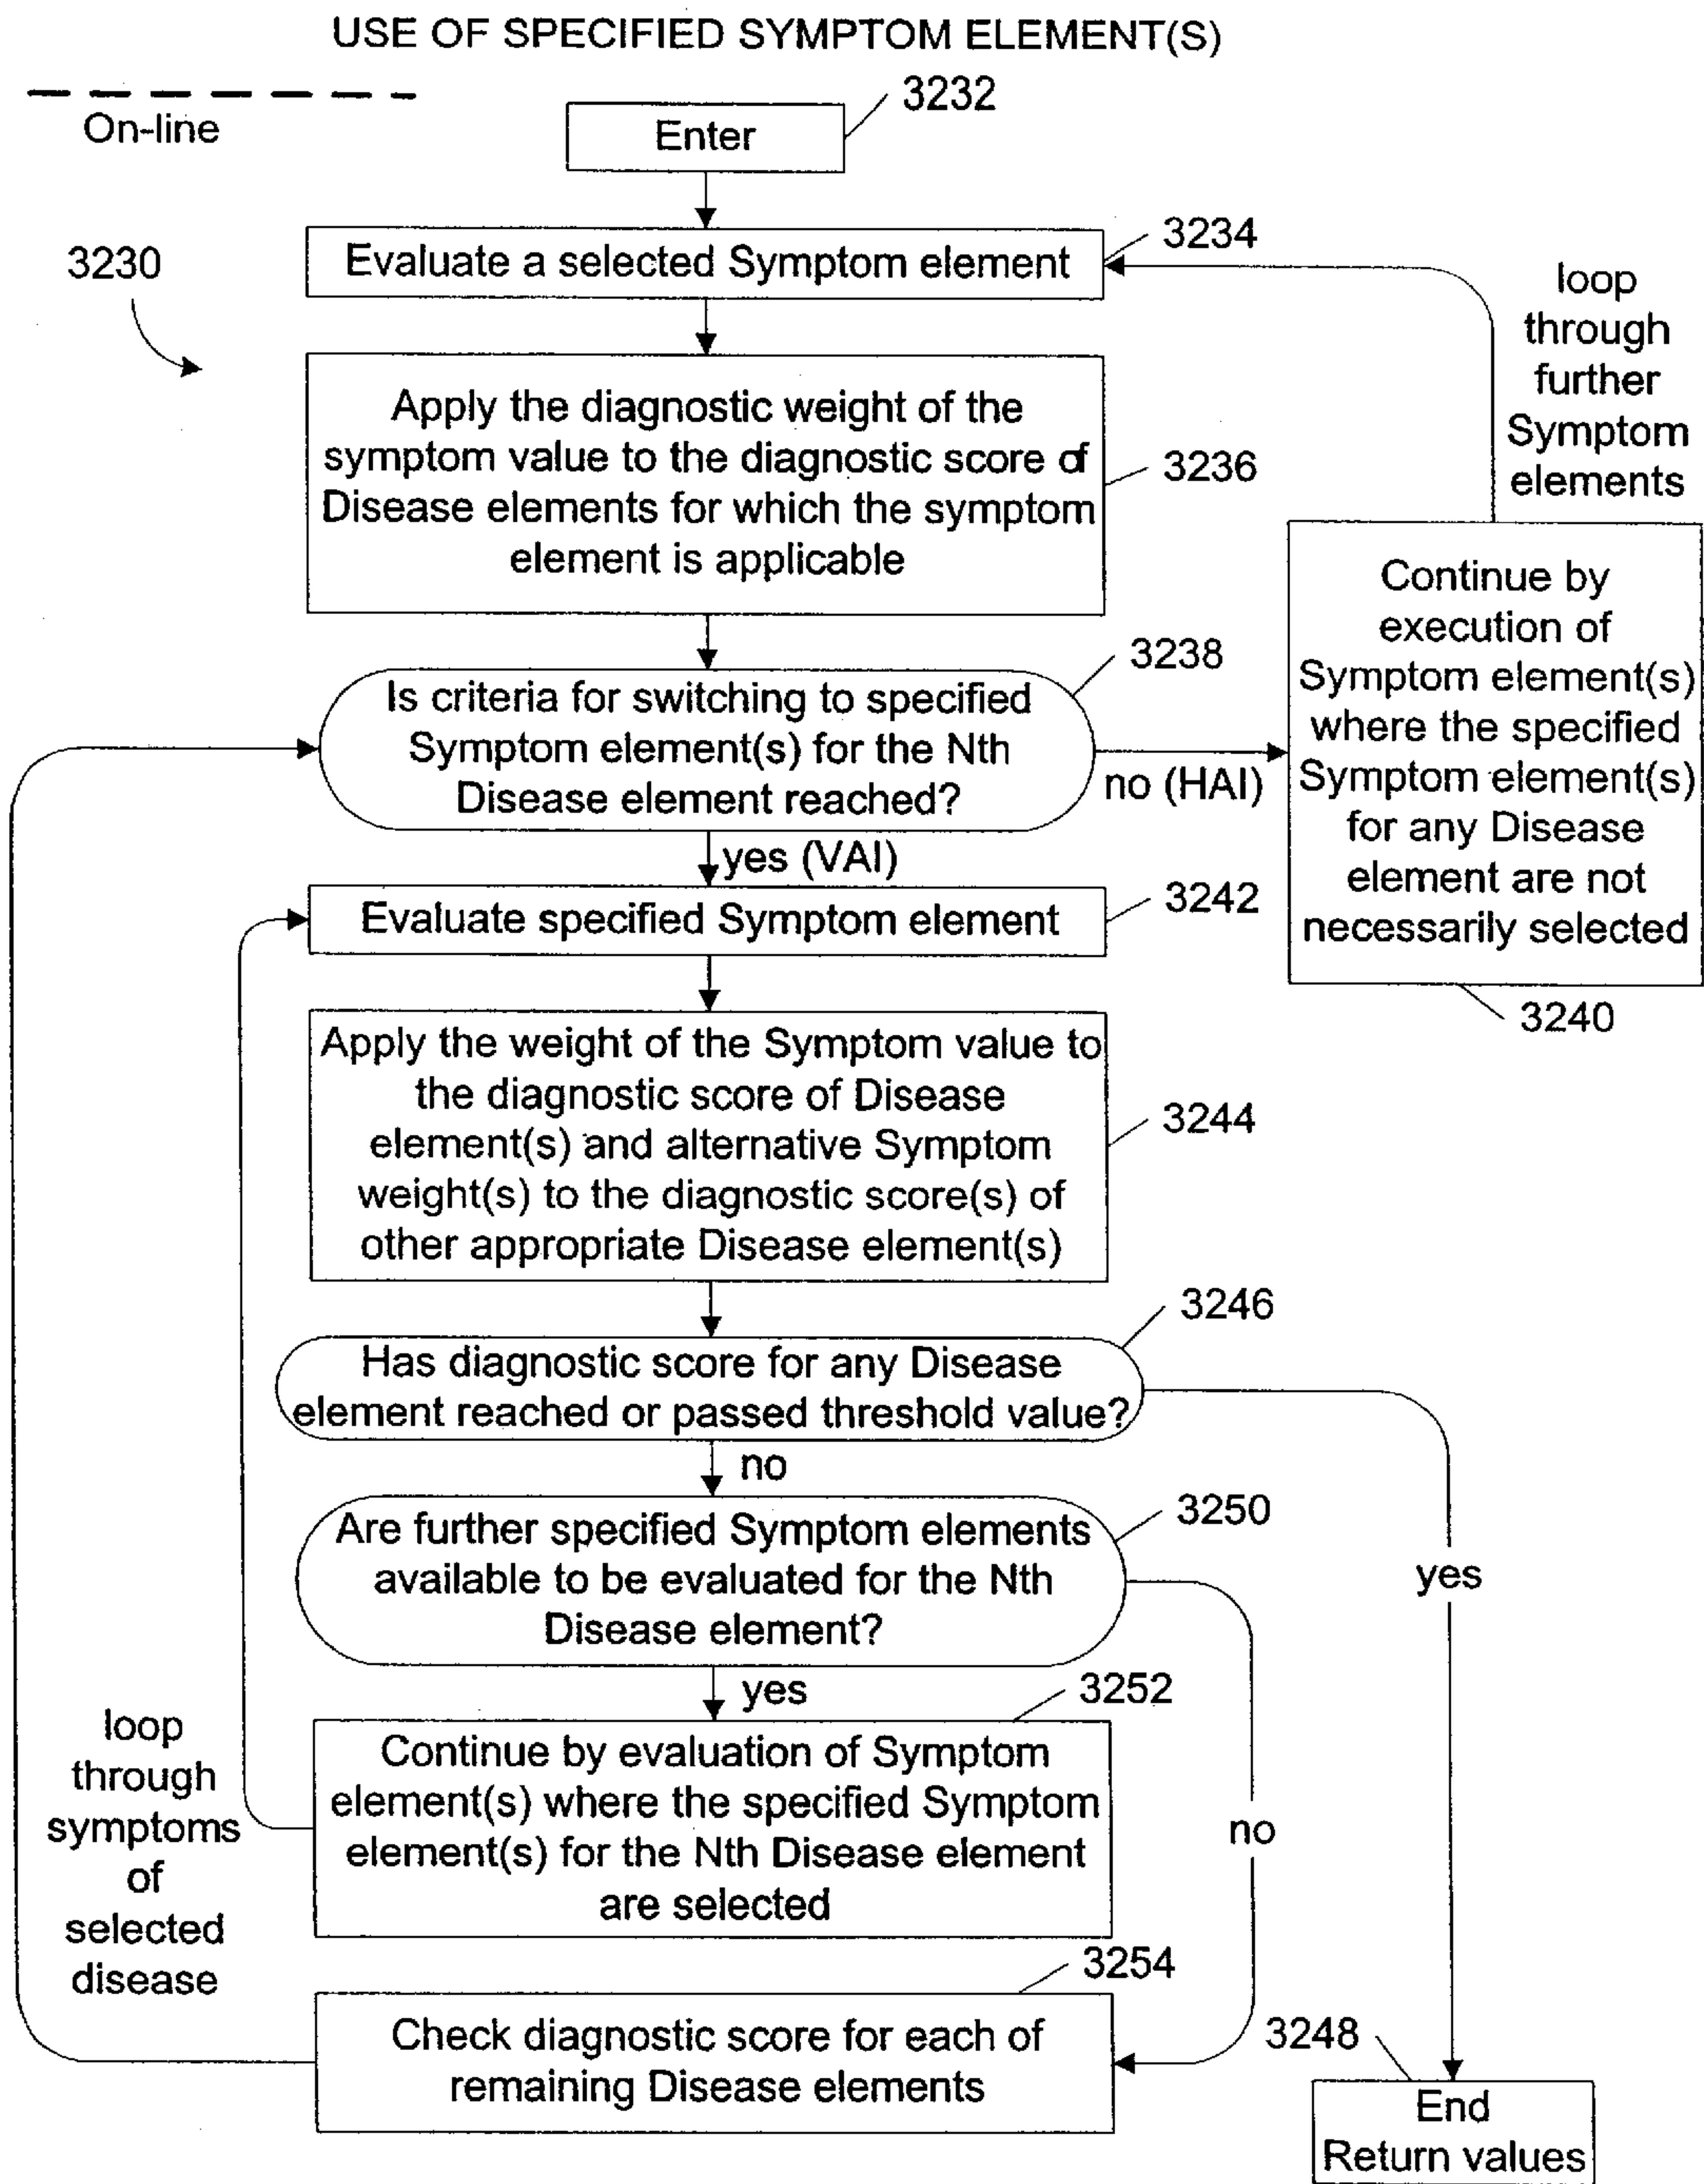 USE OF SPECIFIED SYMPTOM ELEMENT(S)
On-line
3232
Enter
3230
3234
Evaluate a selected Symptom element
loop
through
further
Symptom
elements
Apply the diagnostic weight of the
symptom value to the diagnostic score of
Disease elements for which the symptom
element is applicable
3236
3238
Is criteria for switching to specified
Symptom element(s) for the Nth
Disease element reached?
no (HAI)
Continue by
execution of
Symptom element(s)
where the specified
Symptom element(s)
for any Disease
element are not
necessarily selected
3240
yes (VAI)
3242
Evaluate specified Symptom element
Apply the weight of the Symptom value to
the diagnostic score of Disease
element(s) and alternative Symptom
weight(s) to the diagnostic score(s) of
other appropriate Disease element(s)
3244
3246
Has diagnostic score for any Disease
element reached or passed threshold value?
no
yes
3250
Are further specified Symptom elements
available to be evaluated for the Nth
Disease element?
yes
no
3252
Continue by evaluation of Symptom
element(s) where the specified Symptom
element(s) for the Nth Disease element
are selected
loop
through
symptoms
of
selected
disease
3254
Check diagnostic score for each of
remaining Disease elements
3248
End
Return values